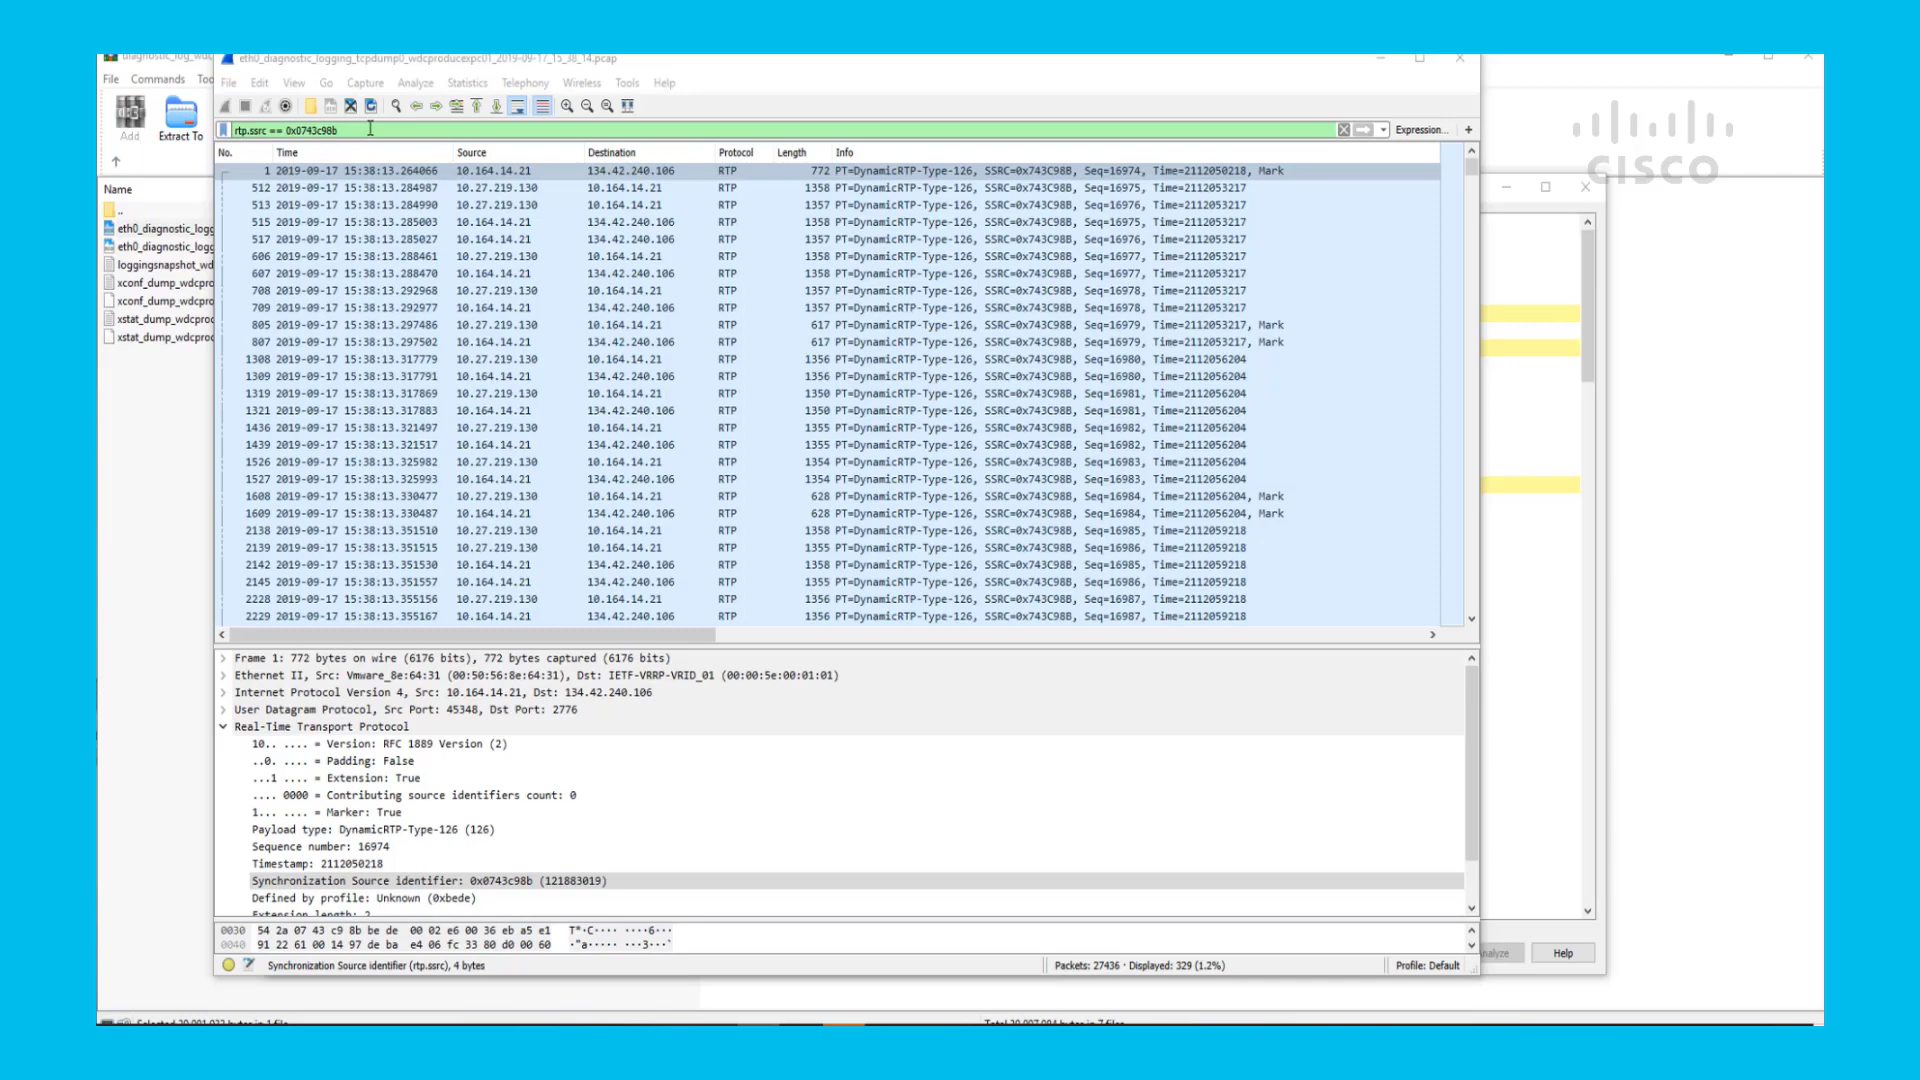 diagnostic_log_wdc
eth0_diagnostic_logging_tcpdump0_wdcproducexpc01_2019-09-17_15_38_14.pcap
File Commands Too
File Edit View Go Capture Analyze Statistics Telephony Wireless Tools Help
Add Extract To
rtp.ssrc == 0x0743c98b
Expression... +
CISCO
No. Time Source Destination Protocol Length Info
1 2019-09-17 15:38:13.264066 10.164.14.21 134.42.240.106 RTP 772 PT=DynamicRTP-Type-126, SSRC=0x743C98B, Seq=16974, Time=2112050218, Mark
512 2019-09-17 15:38:13.284987 10.27.219.130 10.164.14.21 RTP 1358 PT=DynamicRTP-Type-126, SSRC=0x743C98B, Seq=16975, Time=2112053217
513 2019-09-17 15:38:13.284990 10.27.219.130 10.164.14.21 RTP 1357 PT=DynamicRTP-Type-126, SSRC=0x743C98B, Seq=16976, Time=2112053217
515 2019-09-17 15:38:13.285003 10.164.14.21 134.42.240.106 RTP 1358 PT=DynamicRTP-Type-126, SSRC=0x743C98B, Seq=16975, Time=2112053217
517 2019-09-17 15:38:13.285027 10.164.14.21 134.42.240.106 RTP 1357 PT=DynamicRTP-Type-126, SSRC=0x743C98B, Seq=16976, Time=2112053217
606 2019-09-17 15:38:13.288461 10.27.219.130 10.164.14.21 RTP 1358 PT=DynamicRTP-Type-126, SSRC=0x743C98B, Seq=16977, Time=2112053217
607 2019-09-17 15:38:13.288470 10.164.14.21 134.42.240.106 RTP 1358 PT=DynamicRTP-Type-126, SSRC=0x743C98B, Seq=16977, Time=2112053217
708 2019-09-17 15:38:13.292968 10.27.219.130 10.164.14.21 RTP 1357 PT=DynamicRTP-Type-126, SSRC=0x743C98B, Seq=16978, Time=2112053217
709 2019-09-17 15:38:13.292977 10.164.14.21 134.42.240.106 RTP 1357 PT=DynamicRTP-Type-126, SSRC=0x743C98B, Seq=16978, Time=2112053217
805 2019-09-17 15:38:13.297486 10.27.219.130 10.164.14.21 RTP 617 PT=DynamicRTP-Type-126, SSRC=0x743C98B, Seq=16979, Time=2112053217, Mark
807 2019-09-17 15:38:13.297502 10.164.14.21 134.42.240.106 RTP 617 PT=DynamicRTP-Type-126, SSRC=0x743C98B, Seq=16979, Time=2112053217, Mark
1308 2019-09-17 15:38:13.317779 10.27.219.130 10.164.14.21 RTP 1356 PT=DynamicRTP-Type-126, SSRC=0x743C98B, Seq=16980, Time=2112056204
1309 2019-09-17 15:38:13.317791 10.164.14.21 134.42.240.106 RTP 1356 PT=DynamicRTP-Type-126, SSRC=0x743C98B, Seq=16980, Time=2112056204
1319 2019-09-17 15:38:13.317869 10.27.219.130 10.164.14.21 RTP 1350 PT=DynamicRTP-Type-126, SSRC=0x743C98B, Seq=16981, Time=2112056204
1321 2019-09-17 15:38:13.317883 10.164.14.21 134.42.240.106 RTP 1350 PT=DynamicRTP-Type-126, SSRC=0x743C98B, Seq=16981, Time=2112056204
1436 2019-09-17 15:38:13.321497 10.27.219.130 10.164.14.21 RTP 1355 PT=DynamicRTP-Type-126, SSRC=0x743C98B, Seq=16982, Time=2112056204
1439 2019-09-17 15:38:13.321517 10.164.14.21 134.42.240.106 RTP 1355 PT=DynamicRTP-Type-126, SSRC=0x743C98B, Seq=16982, Time=2112056204
1526 2019-09-17 15:38:13.325982 10.27.219.130 10.164.14.21 RTP 1354 PT=DynamicRTP-Type-126, SSRC=0x743C98B, Seq=16983, Time=2112056204
1527 2019-09-17 15:38:13.325993 10.164.14.21 134.42.240.106 RTP 1354 PT=DynamicRTP-Type-126, SSRC=0x743C98B, Seq=16983, Time=2112056204
1608 2019-09-17 15:38:13.330477 10.27.219.130 10.164.14.21 RTP 628 PT=DynamicRTP-Type-126, SSRC=0x743C98B, Seq=16984, Time=2112056204, Mark
1609 2019-09-17 15:38:13.330487 10.164.14.21 134.42.240.106 RTP 628 PT=DynamicRTP-Type-126, SSRC=0x743C98B, Seq=16984, Time=2112056204, Mark
2138 2019-09-17 15:38:13.351510 10.27.219.130 10.164.14.21 RTP 1358 PT=DynamicRTP-Type-126, SSRC=0x743C98B, Seq=16985, Time=2112059218
2139 2019-09-17 15:38:13.351515 10.27.219.130 10.164.14.21 RTP 1355 PT=DynamicRTP-Type-126, SSRC=0x743C98B, Seq=16986, Time=2112059218
2142 2019-09-17 15:38:13.351530 10.164.14.21 134.42.240.106 RTP 1358 PT=DynamicRTP-Type-126, SSRC=0x743C98B, Seq=16985, Time=2112059218
2145 2019-09-17 15:38:13.351557 10.164.14.21 134.42.240.106 RTP 1355 PT=DynamicRTP-Type-126, SSRC=0x743C98B, Seq=16986, Time=2112059218
2228 2019-09-17 15:38:13.355156 10.27.219.130 10.164.14.21 RTP 1356 PT=DynamicRTP-Type-126, SSRC=0x743C98B, Seq=16987, Time=2112059218
2229 2019-09-17 15:38:13.355167 10.164.14.21 134.42.240.106 RTP 1356 PT=DynamicRTP-Type-126, SSRC=0x743C98B, Seq=16987, Time=2112059218
Name
..
eth0_diagnostic_logg
eth0_diagnostic_logg
loggingsnapshot_wd
xconf_dump_wdcpro
xconf_dump_wdcpro
xstat_dump_wdcproc
xstat_dump_wdcproc
Frame 1: 772 bytes on wire (6176 bits), 772 bytes captured (6176 bits)
Ethernet II, Src: Vmware_8e:64:31 (00:50:56:8e:64:31), Dst: IETF-VRRP-VRID_01 (00:00:5e:00:01:01)
Internet Protocol Version 4, Src: 10.164.14.21, Dst: 134.42.240.106
User Datagram Protocol, Src Port: 45348, Dst Port: 2776
Real-Time Transport Protocol
10.. .... = Version: RFC 1889 Version (2)
..0. .... = Padding: False
...1 .... = Extension: True
.... 0000 = Contributing source identifiers count: 0
1... .... = Marker: True
Payload type: DynamicRTP-Type-126 (126)
Sequence number: 16974
Timestamp: 2112050218
Synchronization Source identifier: 0x0743c98b (121883019)
Defined by profile: Unknown (0xbede)
Extension length: 2
0030 54 2a 07 43 c9 8b be de 00 02 e6 00 36 eb a5 e1 T*·C···· ····6···
0040 91 22 61 00 14 97 de ba e4 06 fc 33 80 d0 00 60 ·"a····· ···3···`
nalyze Help
Synchronization Source identifier (rtp.ssrc), 4 bytes
Packets: 27436 · Displayed: 329 (1.2%)
Profile: Default